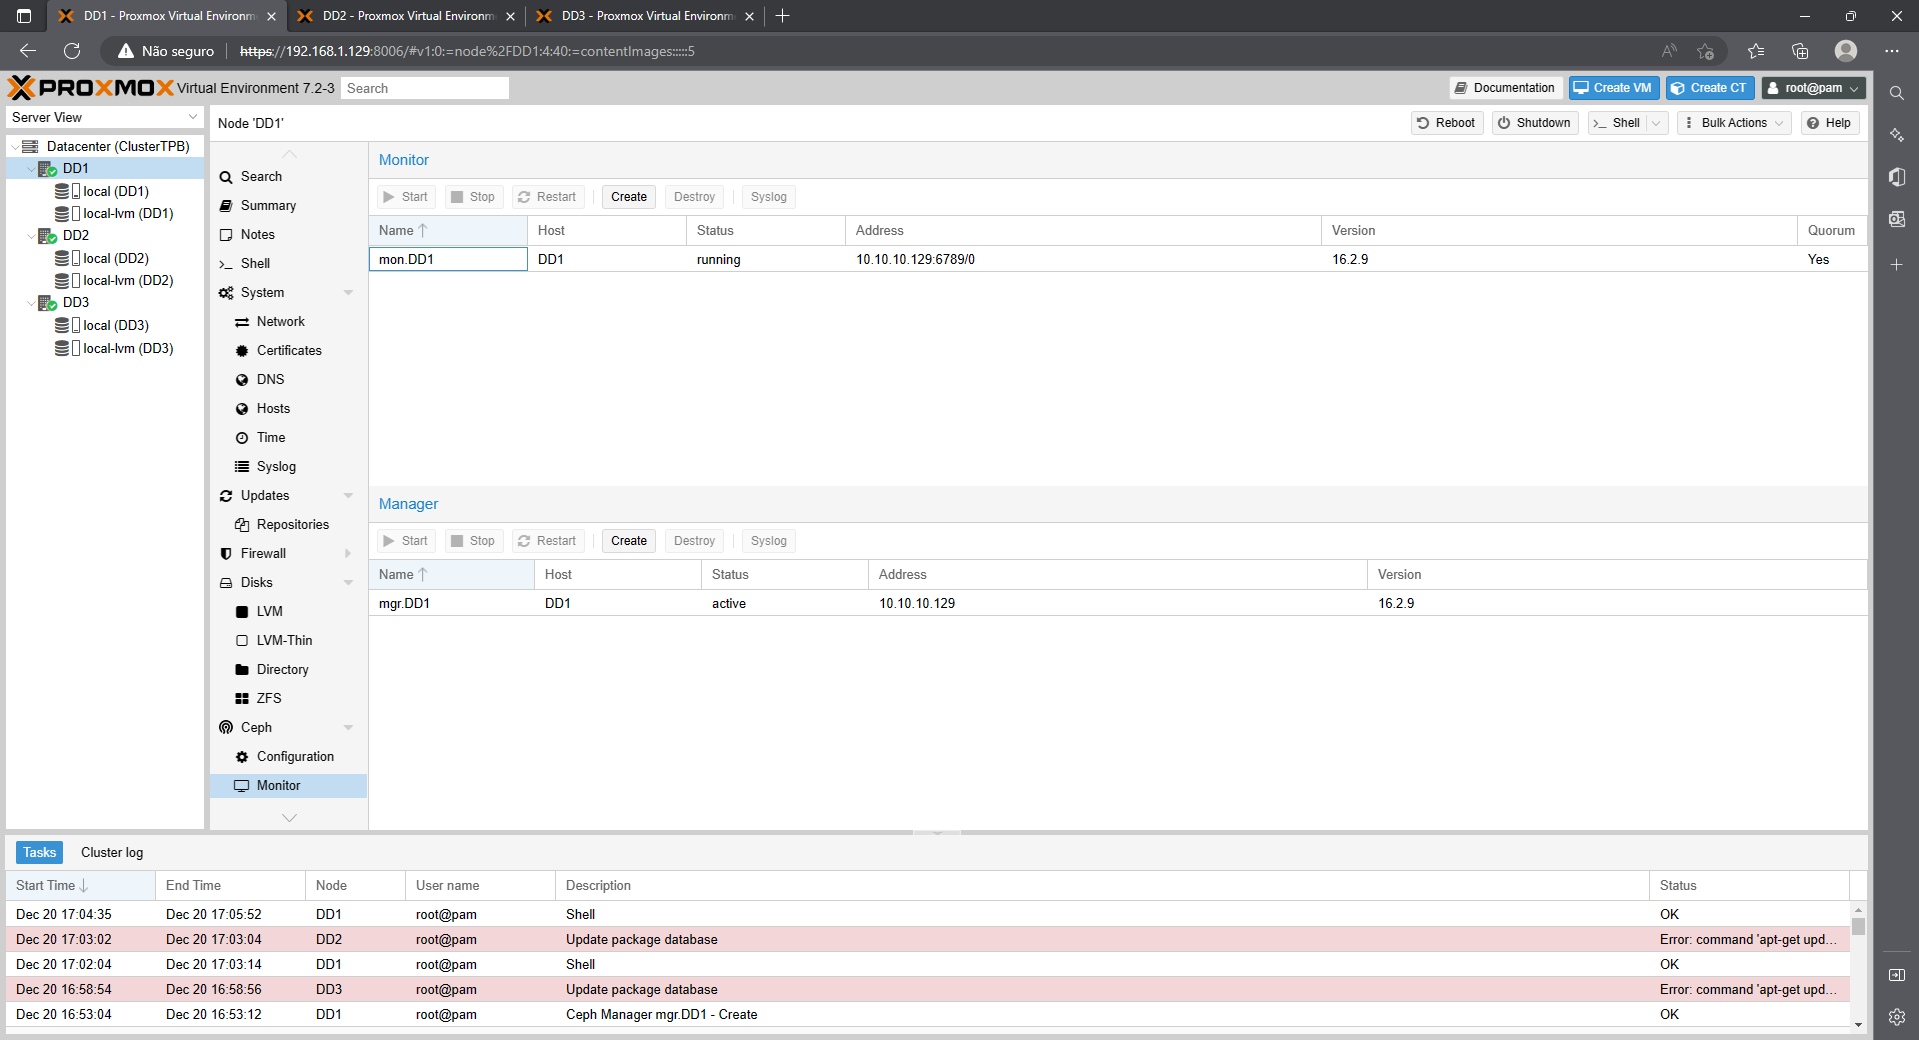 DD1 - Proxmox Virtual Environm
DD2 - Proxmox Virtual Environm
DD3 - Proxmox Virtual Environm
Não seguro
https://192.168.1.129:8006/#v1:0:=node%2FDD1:4:40:=contentImages:::::5
PROXMOX Virtual Environment 7.2-3
Search
Documentation
Create VM
Create CT
root@pam
Server View
Datacenter (ClusterTPB)
DD1
local (DD1)
local-lvm (DD1)
DD2
local (DD2)
local-lvm (DD2)
DD3
local (DD3)
local-lvm (DD3)
Node 'DD1'
Reboot
Shutdown
Shell
Bulk Actions
Help
Search
Summary
Notes
Shell
System
Network
Certificates
DNS
Hosts
Time
Syslog
Updates
Repositories
Firewall
Disks
LVM
LVM-Thin
Directory
ZFS
Ceph
Configuration
Monitor
Monitor
Start Stop Restart Create Destroy Syslog
Name Host Status Address Version Quorum
mon.DD1 DD1 running 10.10.10.129:6789/0 16.2.9 Yes
Manager
Start Stop Restart Create Destroy Syslog
Name Host Status Address Version
mgr.DD1 DD1 active 10.10.10.129 16.2.9
Tasks Cluster log
Start Time End Time Node User name Description Status
Dec 20 17:04:35 Dec 20 17:05:52 DD1 root@pam Shell OK
Dec 20 17:03:02 Dec 20 17:03:04 DD2 root@pam Update package database Error: command 'apt-get upd...
Dec 20 17:02:04 Dec 20 17:03:14 DD1 root@pam Shell OK
Dec 20 16:58:54 Dec 20 16:58:56 DD3 root@pam Update package database Error: command 'apt-get upd...
Dec 20 16:53:04 Dec 20 16:53:12 DD1 root@pam Ceph Manager mgr.DD1 - Create OK